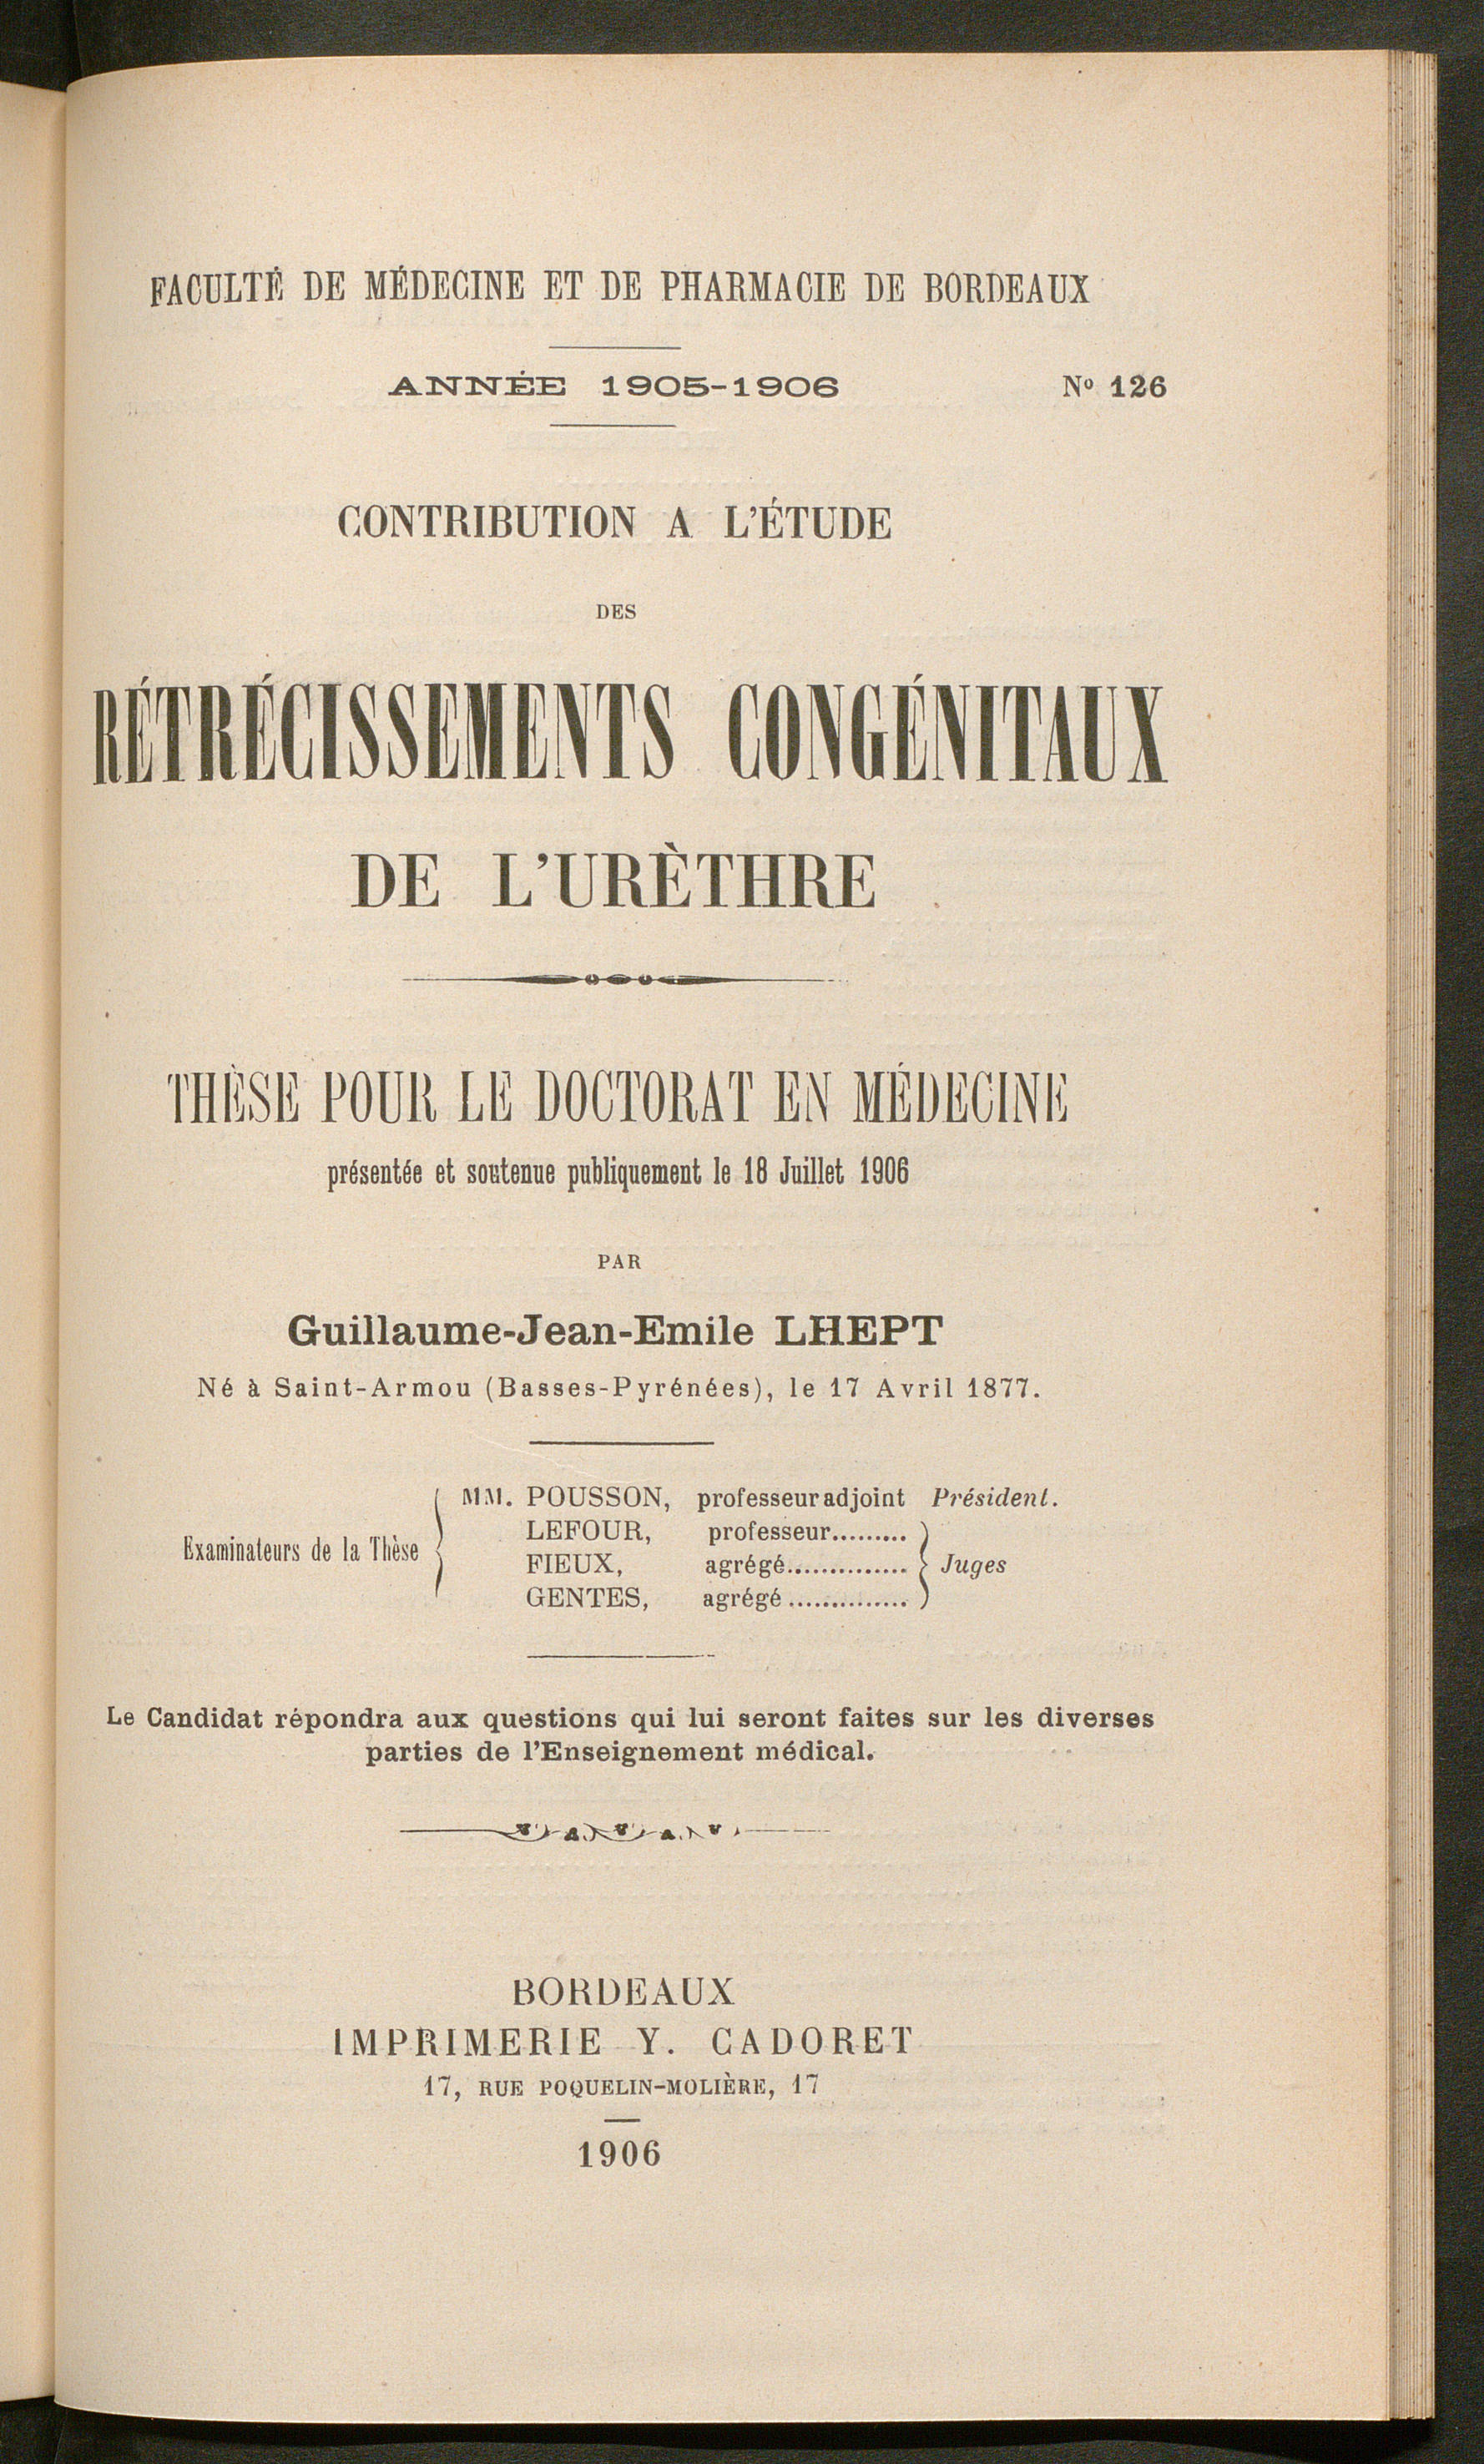 FACULTÉ DE MÉDECINE ET DE PHARMACIE DE BORDEAUX
ANNÉE 1905-1906 No 126
CONTRIBUTION A L'ÉTUDE
DES
RÉTRÉCISSEMENTS CONGÉNITAUX
DE L'URÈTHRE
THÈSE POUR LE DOCTORAT EN MÉDECINE
présentée et soutenue publiquement le 18 Juillet 1906
PAR
Guillaume-Jean-Emile LHEPT
Né à Saint-Armou (Basses-Pyrénées), le 17 Avril 1877.
Examinateurs de la Thèse
MM. POUSSON, professeur adjoint Président.
LEFOUR, professeur.........
FIEUX, agrégé............... Juges
GENTES, agrégé...............
Le Candidat répondra aux questions qui lui seront faites sur les diverses
parties de l'Enseignement médical.
BORDEAUX
IMPRIMERIE Y. CADORET
17, RUE POQUELIN-MOLIÈRE, 17
1906